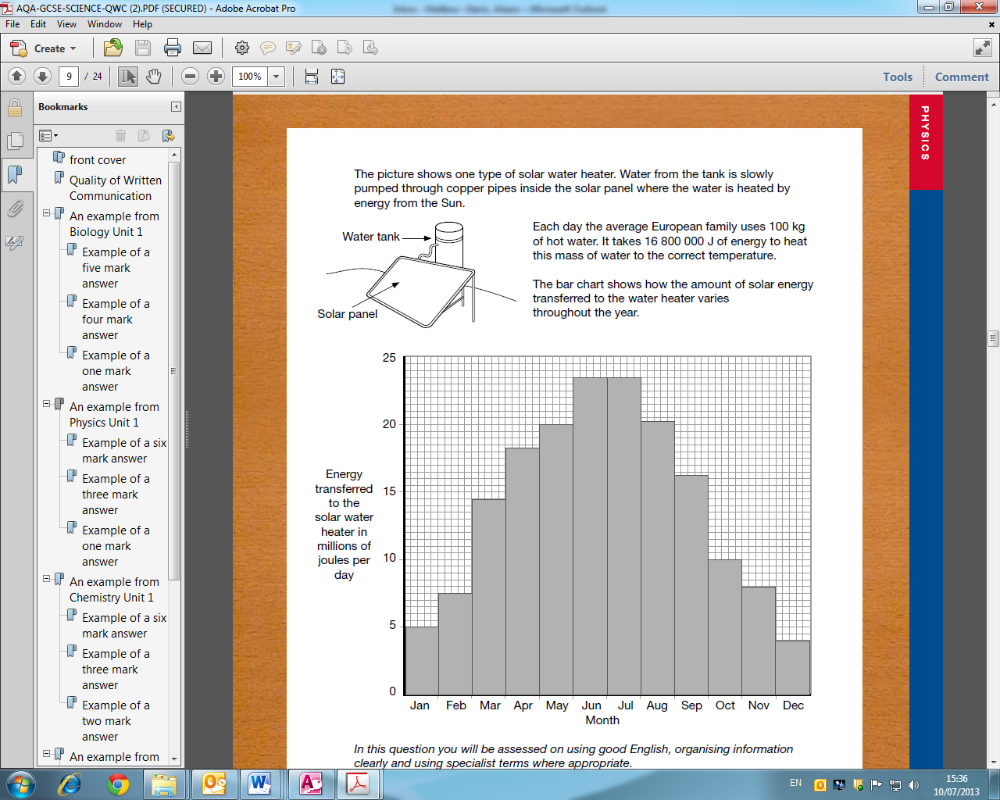 AQA-GCSE-SCIENCE-QWC (2).PDF (SECURED) - Adobe Acrobat Pro
File Edit View Window Help
Create
9 / 24
100%
Tools Comment
Bookmarks
front cover
Quality of Written
Communication
An example from
Biology Unit 1
Example of a
five mark
answer
Example of a
four mark
answer
Example of a
one mark
answer
An example from
Physics Unit 1
Example of a six
mark answer
Example of a
three mark
answer
Example of a
one mark
answer
An example from
Chemistry Unit 1
Example of a six
mark answer
Example of a
three mark
answer
Example of a
two mark
answer
An example from
PHYSICS
The picture shows one type of solar water heater. Water from the tank is slowly
pumped through copper pipes inside the solar panel where the water is heated by
energy from the Sun.
Water tank
Solar panel
Each day the average European family uses 100 kg
of hot water. It takes 16 800 000 J of energy to heat
this mass of water to the correct temperature.
The bar chart shows how the amount of solar energy
transferred to the water heater varies
throughout the year.
25
20
15
10
5
0
Energy
transferred
to the
solar water
heater in
millions of
joules per
day
Jan Feb Mar Apr May Jun Jul Aug Sep Oct Nov Dec
Month
In this question you will be assessed on using good English, organising information
clearly and using specialist terms where appropriate.
EN
15:36
10/07/2013